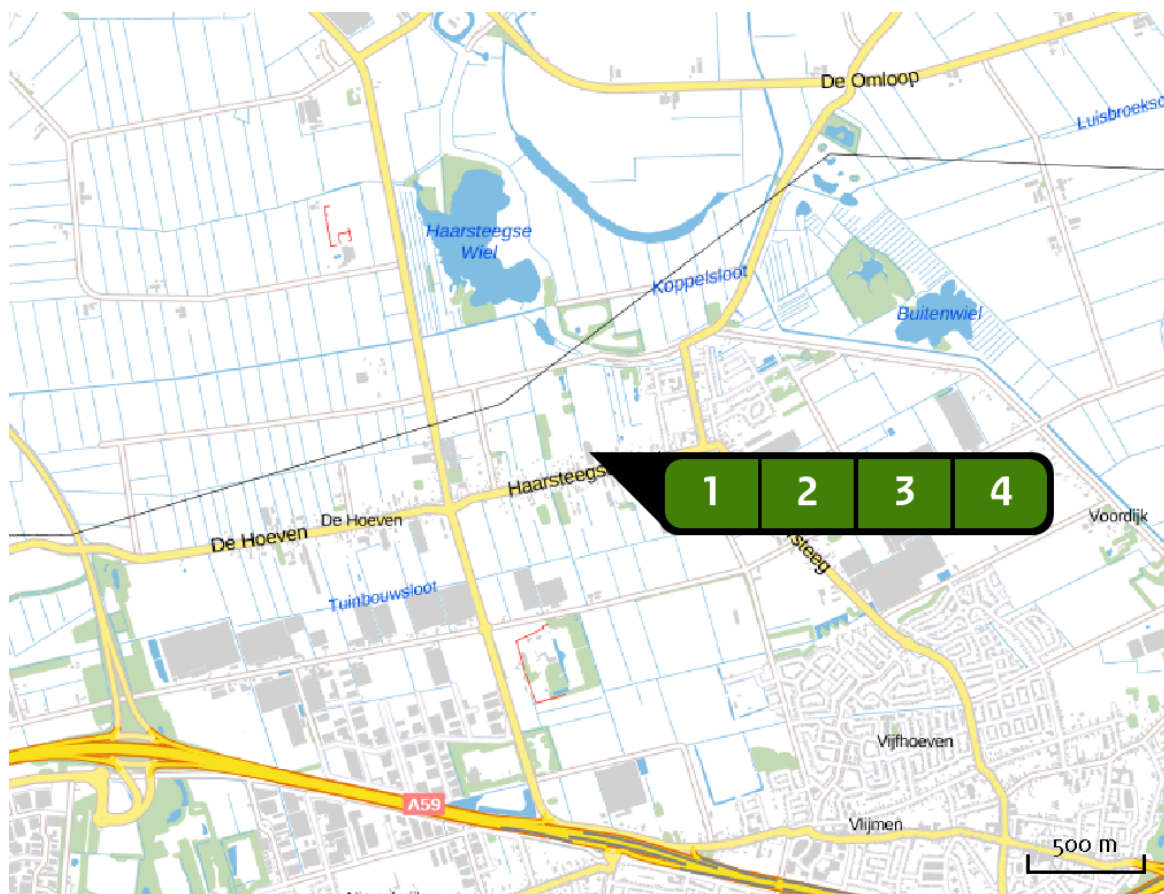 De Omloop
Luisbroeksc
Haarsteegse
Wiel
Koppelsloot
Buitenwiel
Haarsteegs
1 2 3 4
Voordijk
De Hoeven
De Hoeven
steeg
Tuinbouwsloot
Vijfhoeven
A59
Vlijmen
500 m